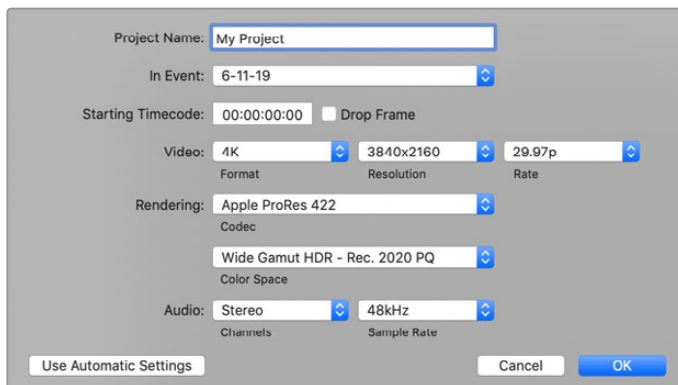 Project Name: My Project
In Event: 6-11-19
Starting Timecode: 00:00:00:00 Drop Frame
Video: 4K 3840x2160 29.97p
Format Resolution Rate
Rendering: Apple ProRes 422
Codec
Wide Gamut HDR - Rec. 2020 PQ
Color Space
Audio: Stereo 48kHz
Channels Sample Rate
Use Automatic Settings Cancel OK